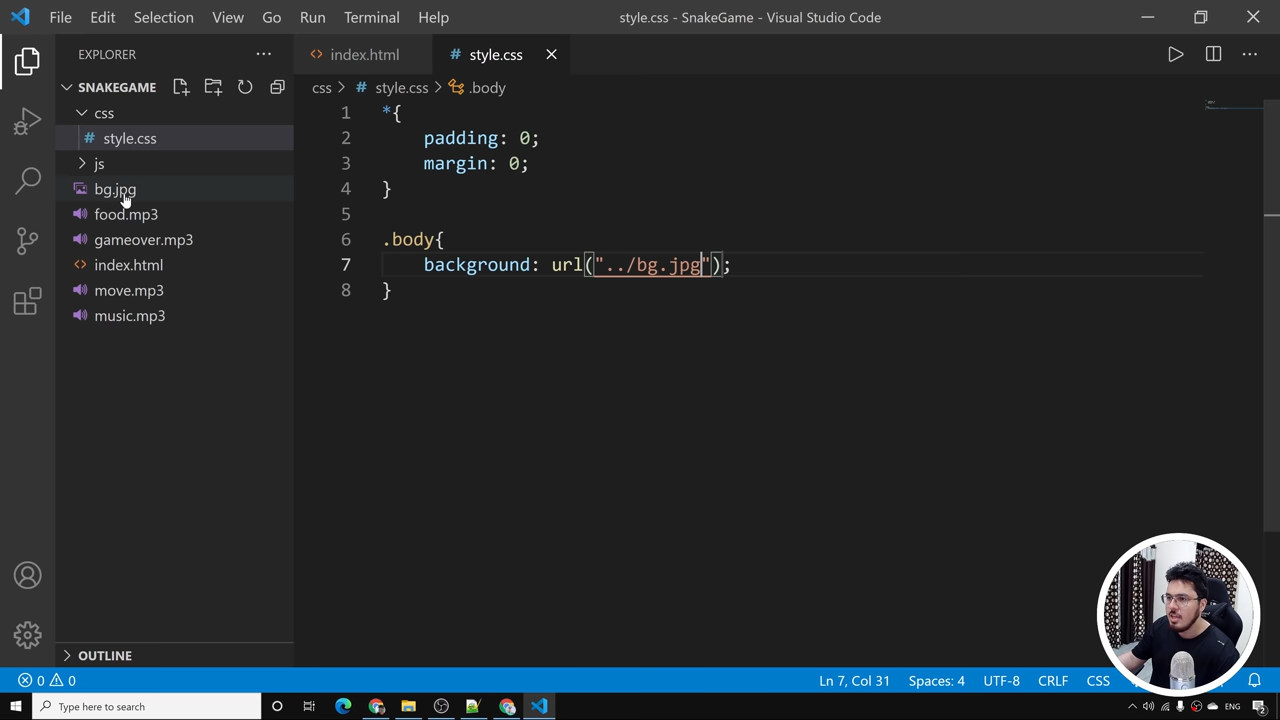 File Edit Selection View Go Run Terminal Help style.css - SnakeGame - Visual Studio Code
EXPLORER
SNAKEGAME
css
# style.css
js
bg.jpg
food.mp3
gameover.mp3
<> index.html
move.mp3
music.mp3
OUTLINE
<> index.html # style.css
css > # style.css > .body
1 *{
2     padding: 0;
3     margin: 0;
4 }
5
6 .body{
7     background: url("../bg.jpg");
8 }
0 0 Ln 7, Col 31 Spaces: 4 UTF-8 CRLF CSS
Type here to search ENG 2